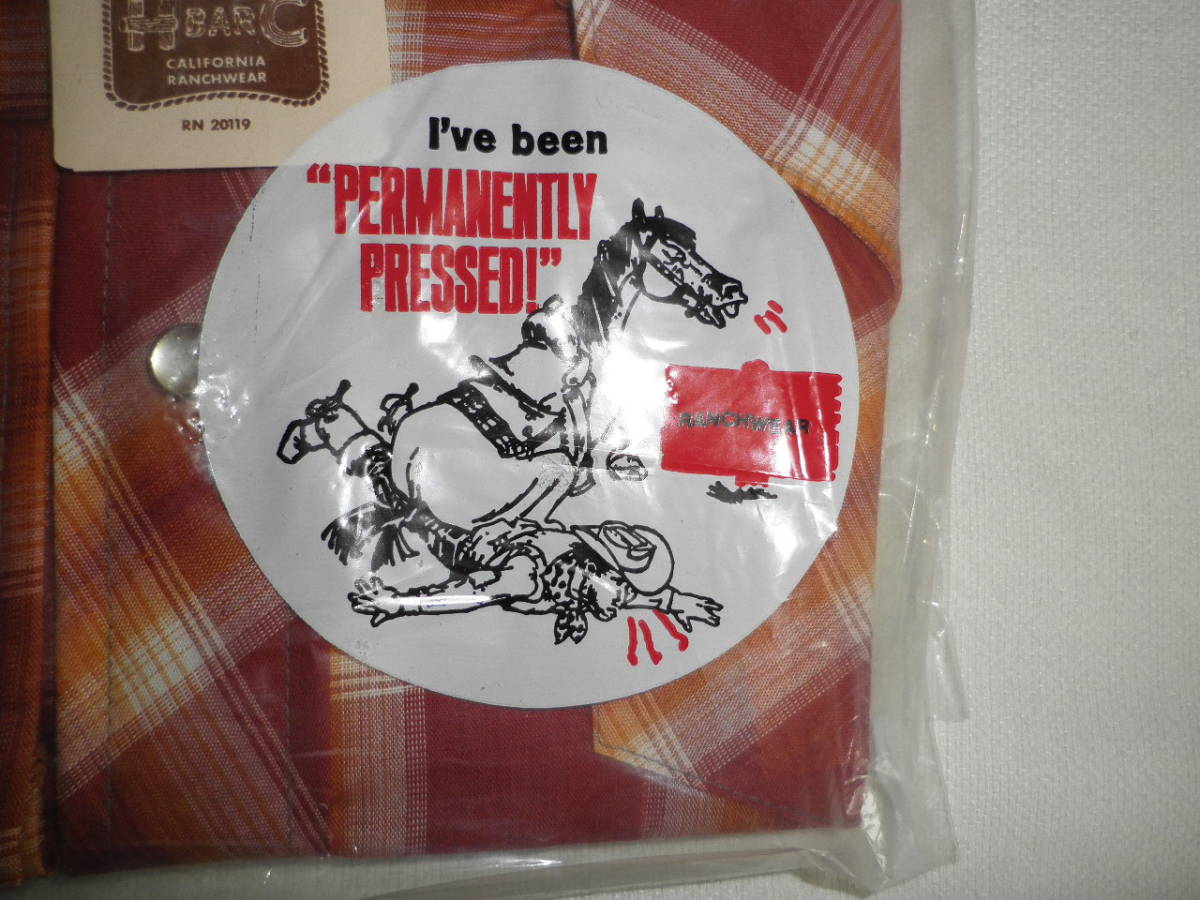 H BAR C
CALIFORNIA
RANCHWEAR
RN 20119
I've been
"PERMANENTLY
PRESSED!"
RANCHWEAR